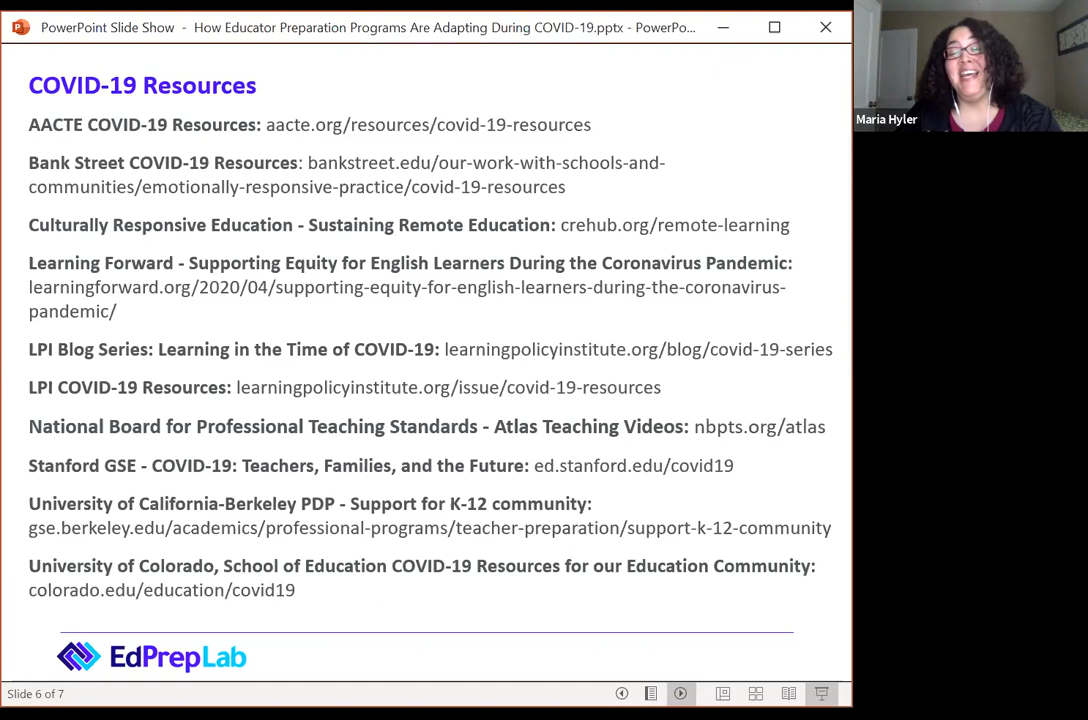 PowerPoint Slide Show - How Educator Preparation Programs Are Adapting During COVID-19.pptx - PowerPo...
Maria Hyler
COVID-19 Resources
AACTE COVID-19 Resources: aacte.org/resources/covid-19-resources
Bank Street COVID-19 Resources: bankstreet.edu/our-work-with-schools-and-
communities/emotionally-responsive-practice/covid-19-resources
Culturally Responsive Education - Sustaining Remote Education: crehub.org/remote-learning
Learning Forward - Supporting Equity for English Learners During the Coronavirus Pandemic:
learningforward.org/2020/04/supporting-equity-for-english-learners-during-the-coronavirus-
pandemic/
LPI Blog Series: Learning in the Time of COVID-19: learningpolicyinstitute.org/blog/covid-19-series
LPI COVID-19 Resources: learningpolicyinstitute.org/issue/covid-19-resources
National Board for Professional Teaching Standards - Atlas Teaching Videos: nbpts.org/atlas
Stanford GSE - COVID-19: Teachers, Families, and the Future: ed.stanford.edu/covid19
University of California-Berkeley PDP - Support for K-12 community:
gse.berkeley.edu/academics/professional-programs/teacher-preparation/support-k-12-community
University of Colorado, School of Education COVID-19 Resources for our Education Community:
colorado.edu/education/covid19
EdPrepLab
Slide 6 of 7